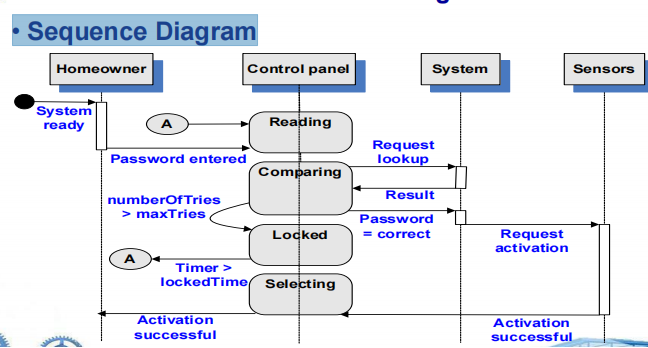 • Sequence Diagram
Homeowner
Control panel
System
Sensors
System
ready
A
Reading
Password entered
Request
lookup
Comparing
Result
numberOfTries
> maxTries
Password
= correct
Request
activation
Locked
A
Timer >
lockedTime
Selecting
Activation
successful
Activation
successful